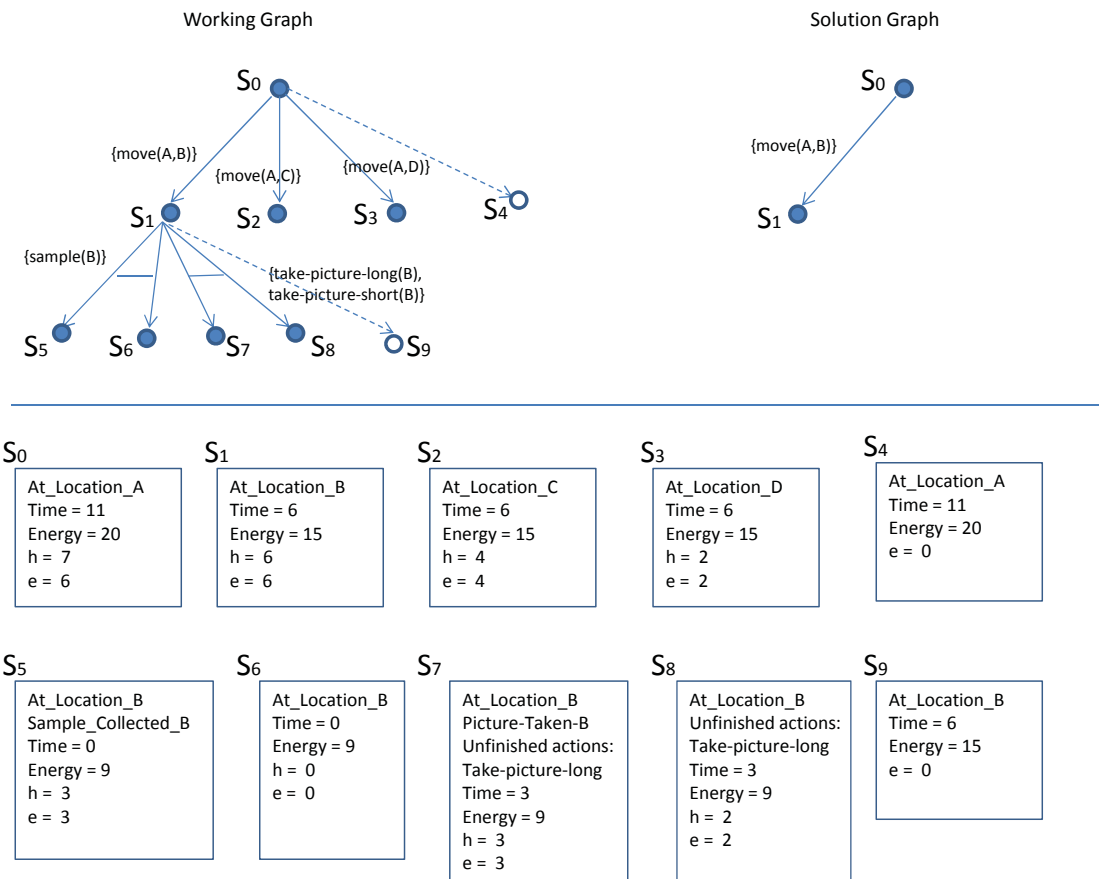 Working Graph
Solution Graph
S0
S0
{move(A,B)}
{move(A,C)}
{move(A,D)}
{move(A,B)}
S1
S2
S3
S4
S1
{sample(B)}
{take-picture-long(B),
take-picture-short(B)}
S5
S6
S7
S8
S9
S0
At_Location_A
Time = 11
Energy = 20
h = 7
e = 6
S1
At_Location_B
Time = 6
Energy = 15
h = 6
e = 6
S2
At_Location_C
Time = 6
Energy = 15
h = 4
e = 4
S3
At_Location_D
Time = 6
Energy = 15
h = 2
e = 2
S4
At_Location_A
Time = 11
Energy = 20
e = 0
S5
At_Location_B
Sample_Collected_B
Time = 0
Energy = 9
h = 3
e = 3
S6
At_Location_B
Time = 0
Energy = 9
h = 0
e = 0
S7
At_Location_B
Picture-Taken-B
Unfinished actions:
Take-picture-long
Time = 3
Energy = 9
h = 3
e = 3
S8
At_Location_B
Unfinished actions:
Take-picture-long
Time = 3
Energy = 9
h = 2
e = 2
S9
At_Location_B
Time = 6
Energy = 15
e = 0